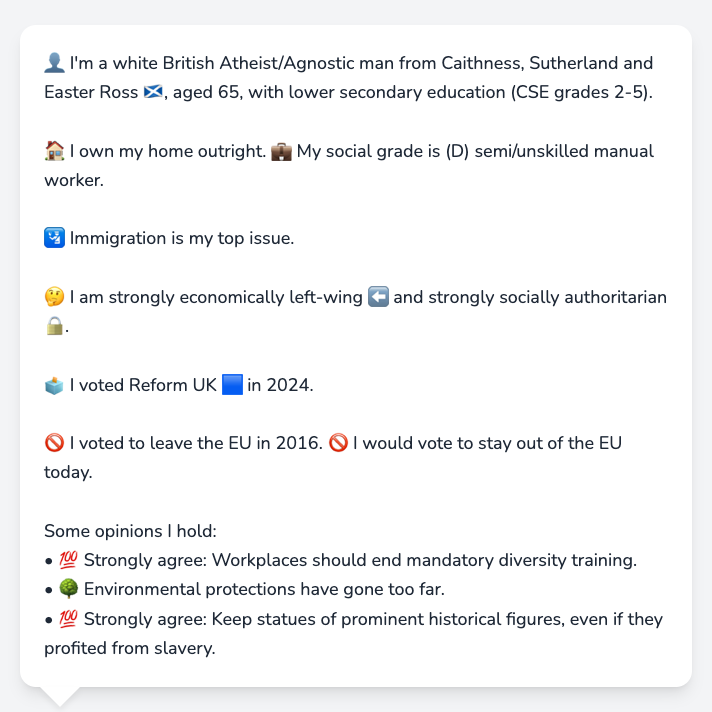 👤 I'm a white British Atheist/Agnostic man from Caithness, Sutherland and
Easter Ross 🏴󠁧󠁢󠁳󠁣󠁴󠁿, aged 65, with lower secondary education (CSE grades 2-5).
🏠 I own my home outright. 💼 My social grade is (D) semi/unskilled manual
worker.
🛂 Immigration is my top issue.
🤔 I am strongly economically left-wing ⬅️ and strongly socially authoritarian
🔒.
🗳️ I voted Reform UK 🟦 in 2024.
🚫 I voted to leave the EU in 2016. 🚫 I would vote to stay out of the EU
today.
Some opinions I hold:
• 💯 Strongly agree: Workplaces should end mandatory diversity training.
• 🌳 Environmental protections have gone too far.
• 💯 Strongly agree: Keep statues of prominent historical figures, even if they
profited from slavery.